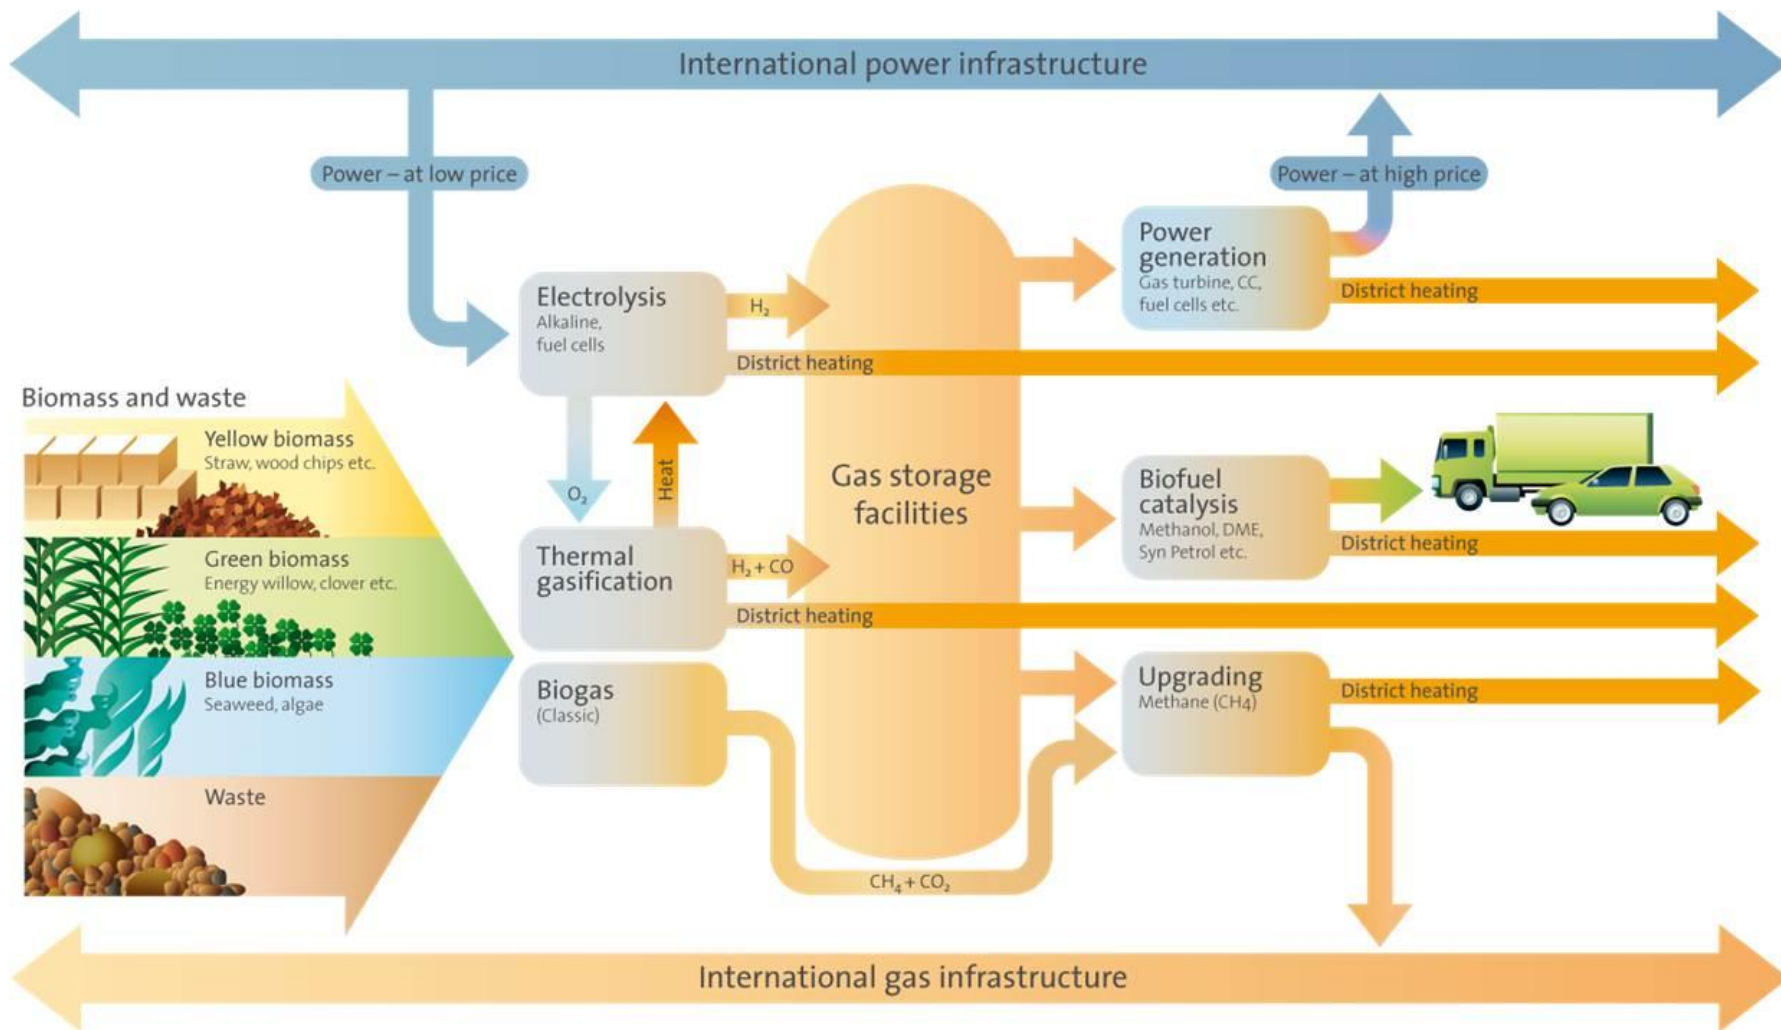 International power infrastructure
Power – at low price
Power – at high price
Power
generation
Gas turbine, CC,
fuel cells etc.
District heating
Electrolysis
Alkaline,
fuel cells
H₂
District heating
Biomass and waste
Yellow biomass
Straw, wood chips etc.
O₂
Heat
Gas storage
facilities
Biofuel
catalysis
Methanol, DME,
Syn Petrol etc.
District heating
Green biomass
Energy willow, clover etc.
Thermal
gasification
H₂ + CO
District heating
Blue biomass
Seaweed, algae
Biogas
(Classic)
Upgrading
Methane (CH4)
District heating
Waste
CH₄ + CO₂
International gas infrastructure